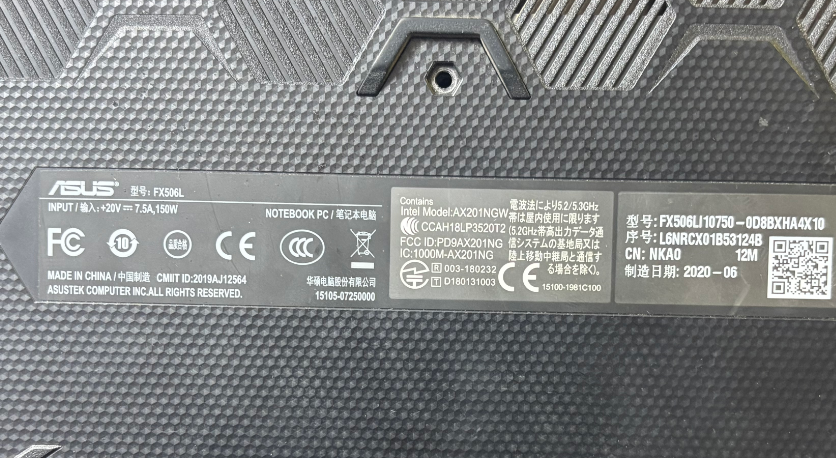 ASUS 型号: FX506L
INPUT / 输入: +20V⎓7.5A,150W
NOTEBOOK PC / 笔记本电脑
FC
10
CE
CCC
MADE IN CHINA / 中国制造 CMIIT ID:2019AJ12564
ASUSTEK COMPUTER INC.ALL RIGHTS RESERVED.
华硕电脑股份有限公司
15105-07250000
Contains
Intel Model:AX201NGW
CCAH18LP3520T2
FCC ID:PD9AX201NG
IC:1000M-AX201NG
R 003-180232
T D180131003
CE
電波法により5.2/5.3GHz
帯は屋内使用に限ります
(5.2GHz帯高出力データ通
信システムの基地局又は
陸上移動中継局と通信す
る場合を除く)。
15100-1981C100
型号: FX506LI10750-0D8BXHA4X10
序号: L6NRCX01B53124B
CN: NKA0 12M
制造日期: 2020-06